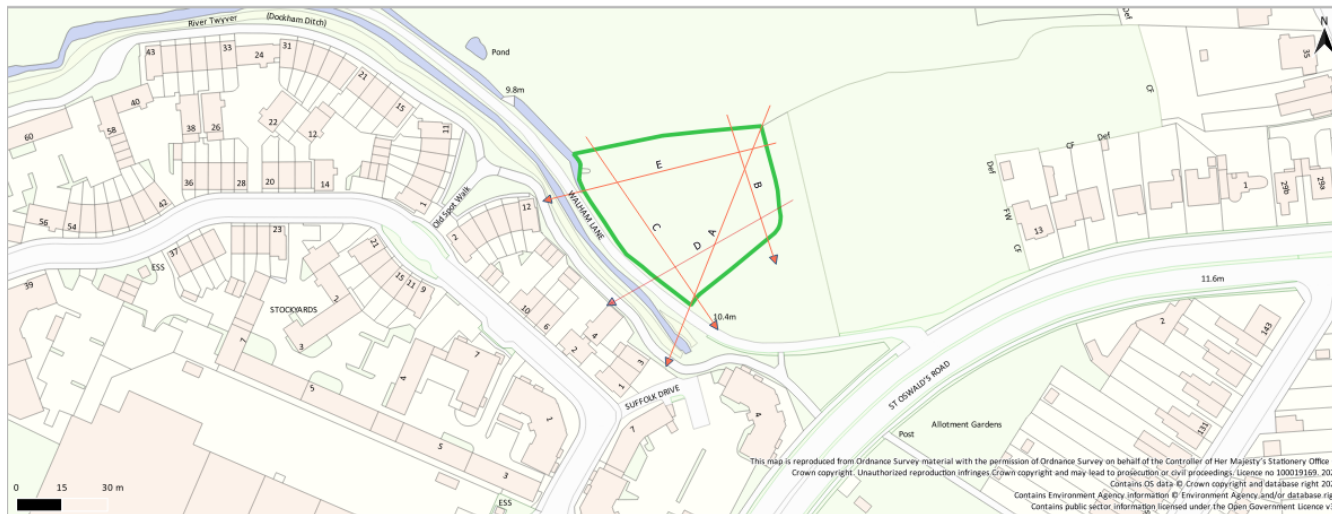 River Twyver
(Dockham Ditch)
Pond
9.8m
Def
N
43
33
24
31
21
15
35
60
58
40
38
26
22
12
11
CF
Def
CF
E
B
Def
36
28
20
14
1
Old Spot Walk
WALHAM LANE
C
D
A
FW
13
1
29b
29a
56
54
42
12
2
CF
37
23
21
15
11
9
ESS
39
STOCKYARDS
2
10
6
4
2
10.4m
11.6m
7
3
7
3
1
2
143
4
5
1
SUFFOLK DRIVE
4
ST OSWALD'S ROAD
7
Allotment Gardens
Post
131
5
3
ESS
0 15 30 m
This map is reproduced from Ordnance Survey material with the permission of Ordnance Survey on behalf of the Controller of Her Majesty's Stationery Office
Crown copyright. Unauthorized reproduction infringes Crown copyright and may lead to prosecution or civil proceedings. Licence no 100019169.
Contains OS data © Crown copyright and database right
Contains Environment Agency information © Environment Agency and/or database
Contains public sector information licensed under the Open Government Licence